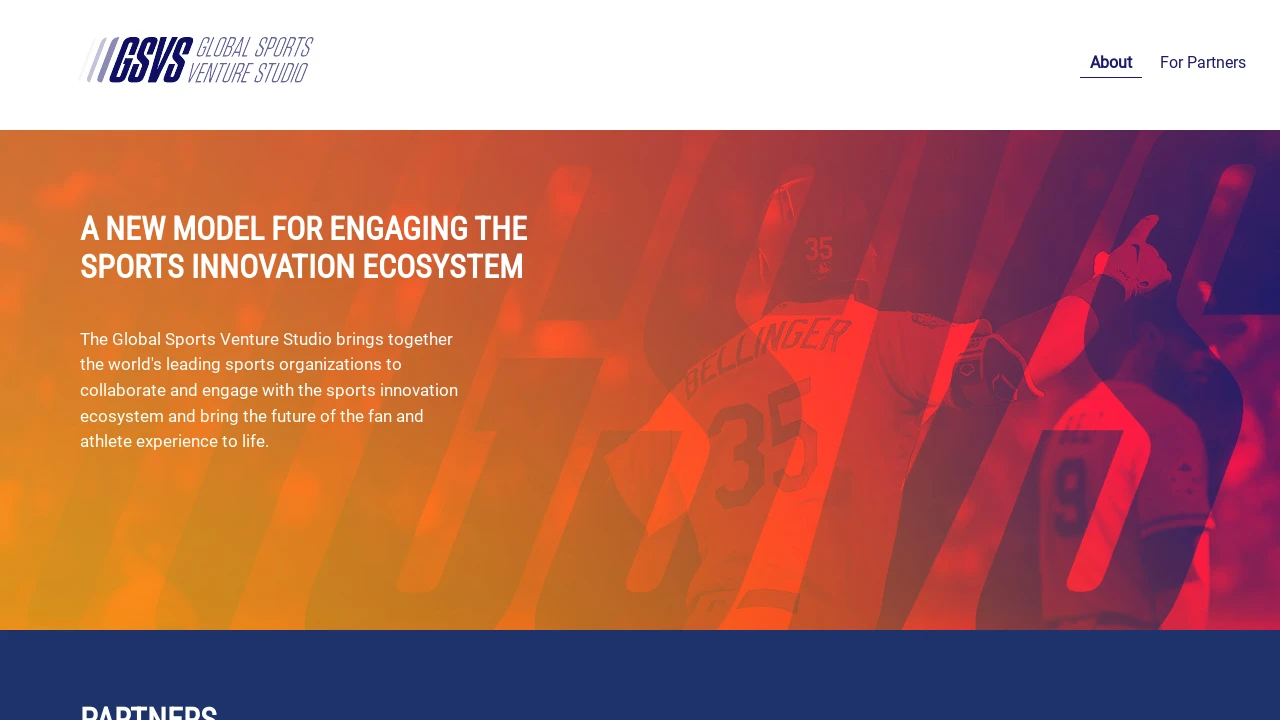 GSVS GLOBAL SPORTS
VENTURE STUDIO
About
For Partners
A NEW MODEL FOR ENGAGING THE
SPORTS INNOVATION ECOSYSTEM
35
BELLINGER
35
9
The Global Sports Venture Studio brings together
the world's leading sports organizations to
collaborate and engage with the sports innovation
ecosystem and bring the future of the fan and
athlete experience to life.
PARTNERS